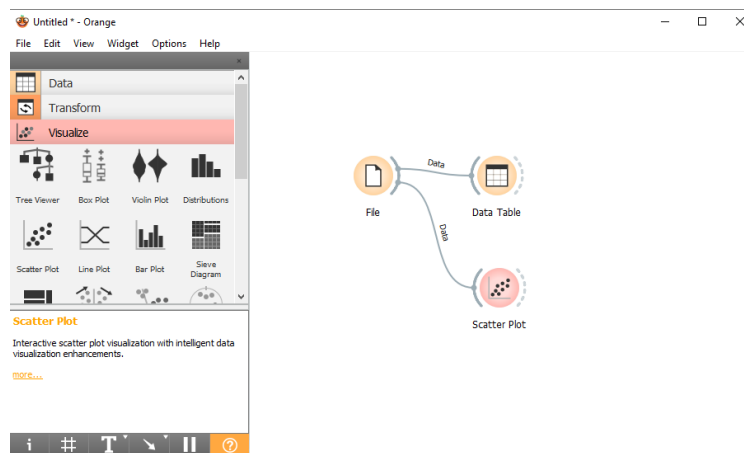 Untitled * - Orange
File Edit View Widget Options Help
Data
Transform
Visualize
Tree Viewer Box Plot Violin Plot Distributions
Scatter Plot Line Plot Bar Plot Sieve Diagram
Scatter Plot
Interactive scatter plot visualization with intelligent data
visualization enhancements.
more...
Data
File
Data Table
Data
Scatter Plot